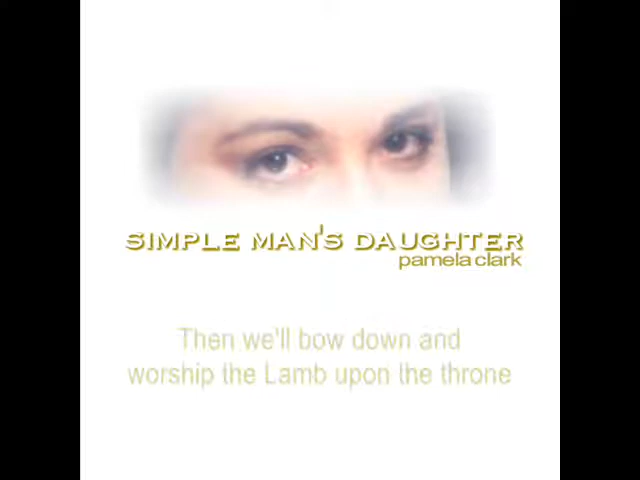 SIMPLE MAN'S DAUGHTER
pamela clark
Then we'll bow down and
worship the Lamb upon the throne